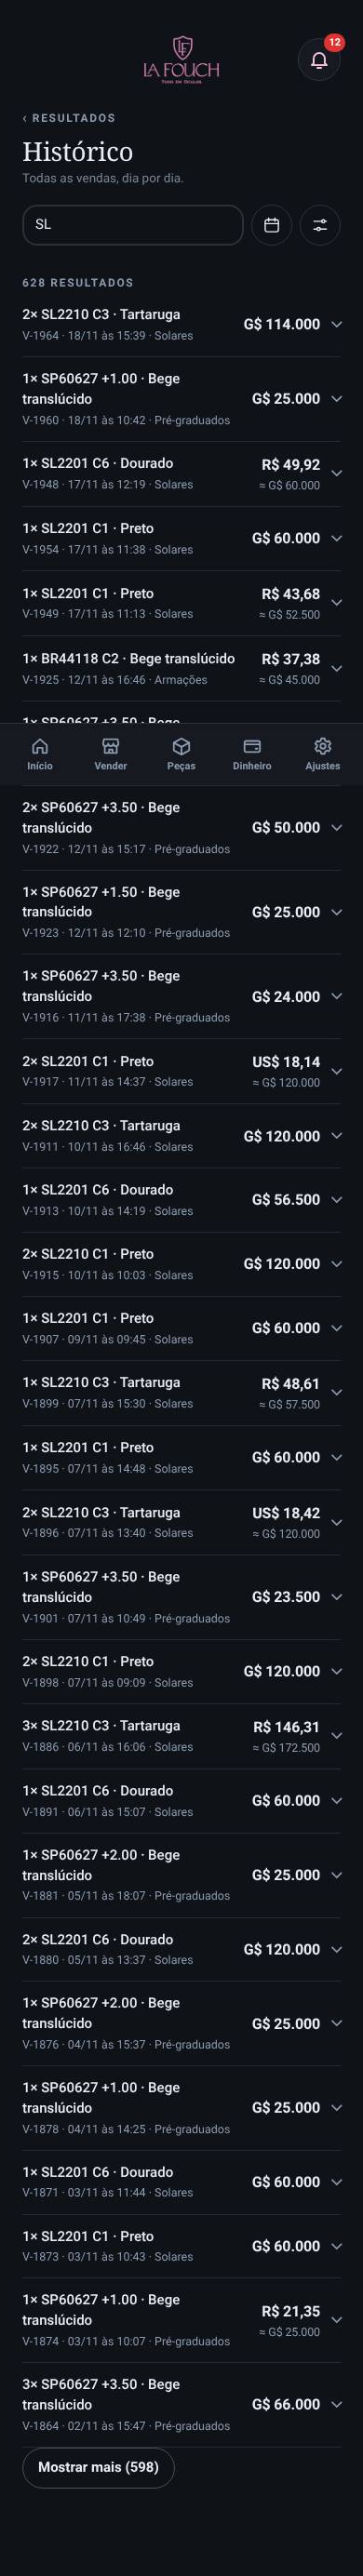 LA FOUCH
12
‹ RESULTADOS
Histórico
Todas as vendas, dia por dia.
SL
628 RESULTADOS
2× SL2210 C3 · Tartaruga
G$ 114.000
V-1964 · 18/11 às 15:39 · Solares
1× SP60627 +1.00 · Bege
translúcido
G$ 25.000
V-1960 · 18/11 às 10:42 · Pré-graduados
1× SL2201 C6 · Dourado
R$ 49,92
V-1948 · 17/11 às 12:19 · Solares
≈ G$ 60.000
1× SL2201 C1 · Preto
G$ 60.000
V-1954 · 17/11 às 11:38 · Solares
1× SL2201 C1 · Preto
R$ 43,68
V-1949 · 17/11 às 11:13 · Solares
≈ G$ 52.500
1× BR44118 C2 · Bege translúcido
R$ 37,38
V-1925 · 12/11 às 16:46 · Armações
≈ G$ 45.000
Início
Vender
Peças
Dinheiro
Ajustes
2× SP60627 +3.50 · Bege
translúcido
G$ 50.000
V-1922 · 12/11 às 15:17 · Pré-graduados
1× SP60627 +1.50 · Bege
translúcido
G$ 25.000
V-1923 · 12/11 às 12:10 · Pré-graduados
1× SP60627 +3.50 · Bege
translúcido
G$ 24.000
V-1916 · 11/11 às 17:38 · Pré-graduados
2× SL2201 C1 · Preto
US$ 18,14
V-1917 · 11/11 às 14:37 · Solares
≈ G$ 120.000
2× SL2210 C3 · Tartaruga
G$ 120.000
V-1911 · 10/11 às 16:46 · Solares
1× SL2201 C6 · Dourado
G$ 56.500
V-1913 · 10/11 às 14:19 · Solares
2× SL2210 C1 · Preto
G$ 120.000
V-1915 · 10/11 às 10:03 · Solares
1× SL2201 C1 · Preto
G$ 60.000
V-1907 · 09/11 às 09:45 · Solares
1× SL2210 C3 · Tartaruga
R$ 48,61
V-1899 · 07/11 às 15:30 · Solares
≈ G$ 57.500
1× SL2201 C1 · Preto
G$ 60.000
V-1895 · 07/11 às 14:48 · Solares
2× SL2210 C3 · Tartaruga
US$ 18,42
V-1896 · 07/11 às 13:40 · Solares
≈ G$ 120.000
1× SP60627 +3.50 · Bege
translúcido
G$ 23.500
V-1901 · 07/11 às 10:49 · Pré-graduados
2× SL2210 C1 · Preto
G$ 120.000
V-1898 · 07/11 às 09:09 · Solares
3× SL2210 C3 · Tartaruga
R$ 146,31
V-1886 · 06/11 às 16:06 · Solares
≈ G$ 172.500
1× SL2201 C6 · Dourado
G$ 60.000
V-1891 · 06/11 às 15:07 · Solares
1× SP60627 +2.00 · Bege
translúcido
G$ 25.000
V-1881 · 05/11 às 18:07 · Pré-graduados
2× SL2201 C6 · Dourado
G$ 120.000
V-1880 · 05/11 às 13:37 · Solares
1× SP60627 +2.00 · Bege
translúcido
G$ 25.000
V-1876 · 04/11 às 15:37 · Pré-graduados
1× SP60627 +1.00 · Bege
translúcido
G$ 25.000
V-1878 · 04/11 às 14:25 · Pré-graduados
1× SL2201 C6 · Dourado
G$ 60.000
V-1871 · 03/11 às 11:44 · Solares
1× SL2201 C1 · Preto
G$ 60.000
V-1873 · 03/11 às 10:43 · Solares
1× SP60627 +1.00 · Bege
translúcido
R$ 21,35
≈ G$ 25.000
V-1874 · 03/11 às 10:07 · Pré-graduados
3× SP60627 +3.50 · Bege
translúcido
G$ 66.000
V-1864 · 02/11 às 15:47 · Pré-graduados
Mostrar mais (598)